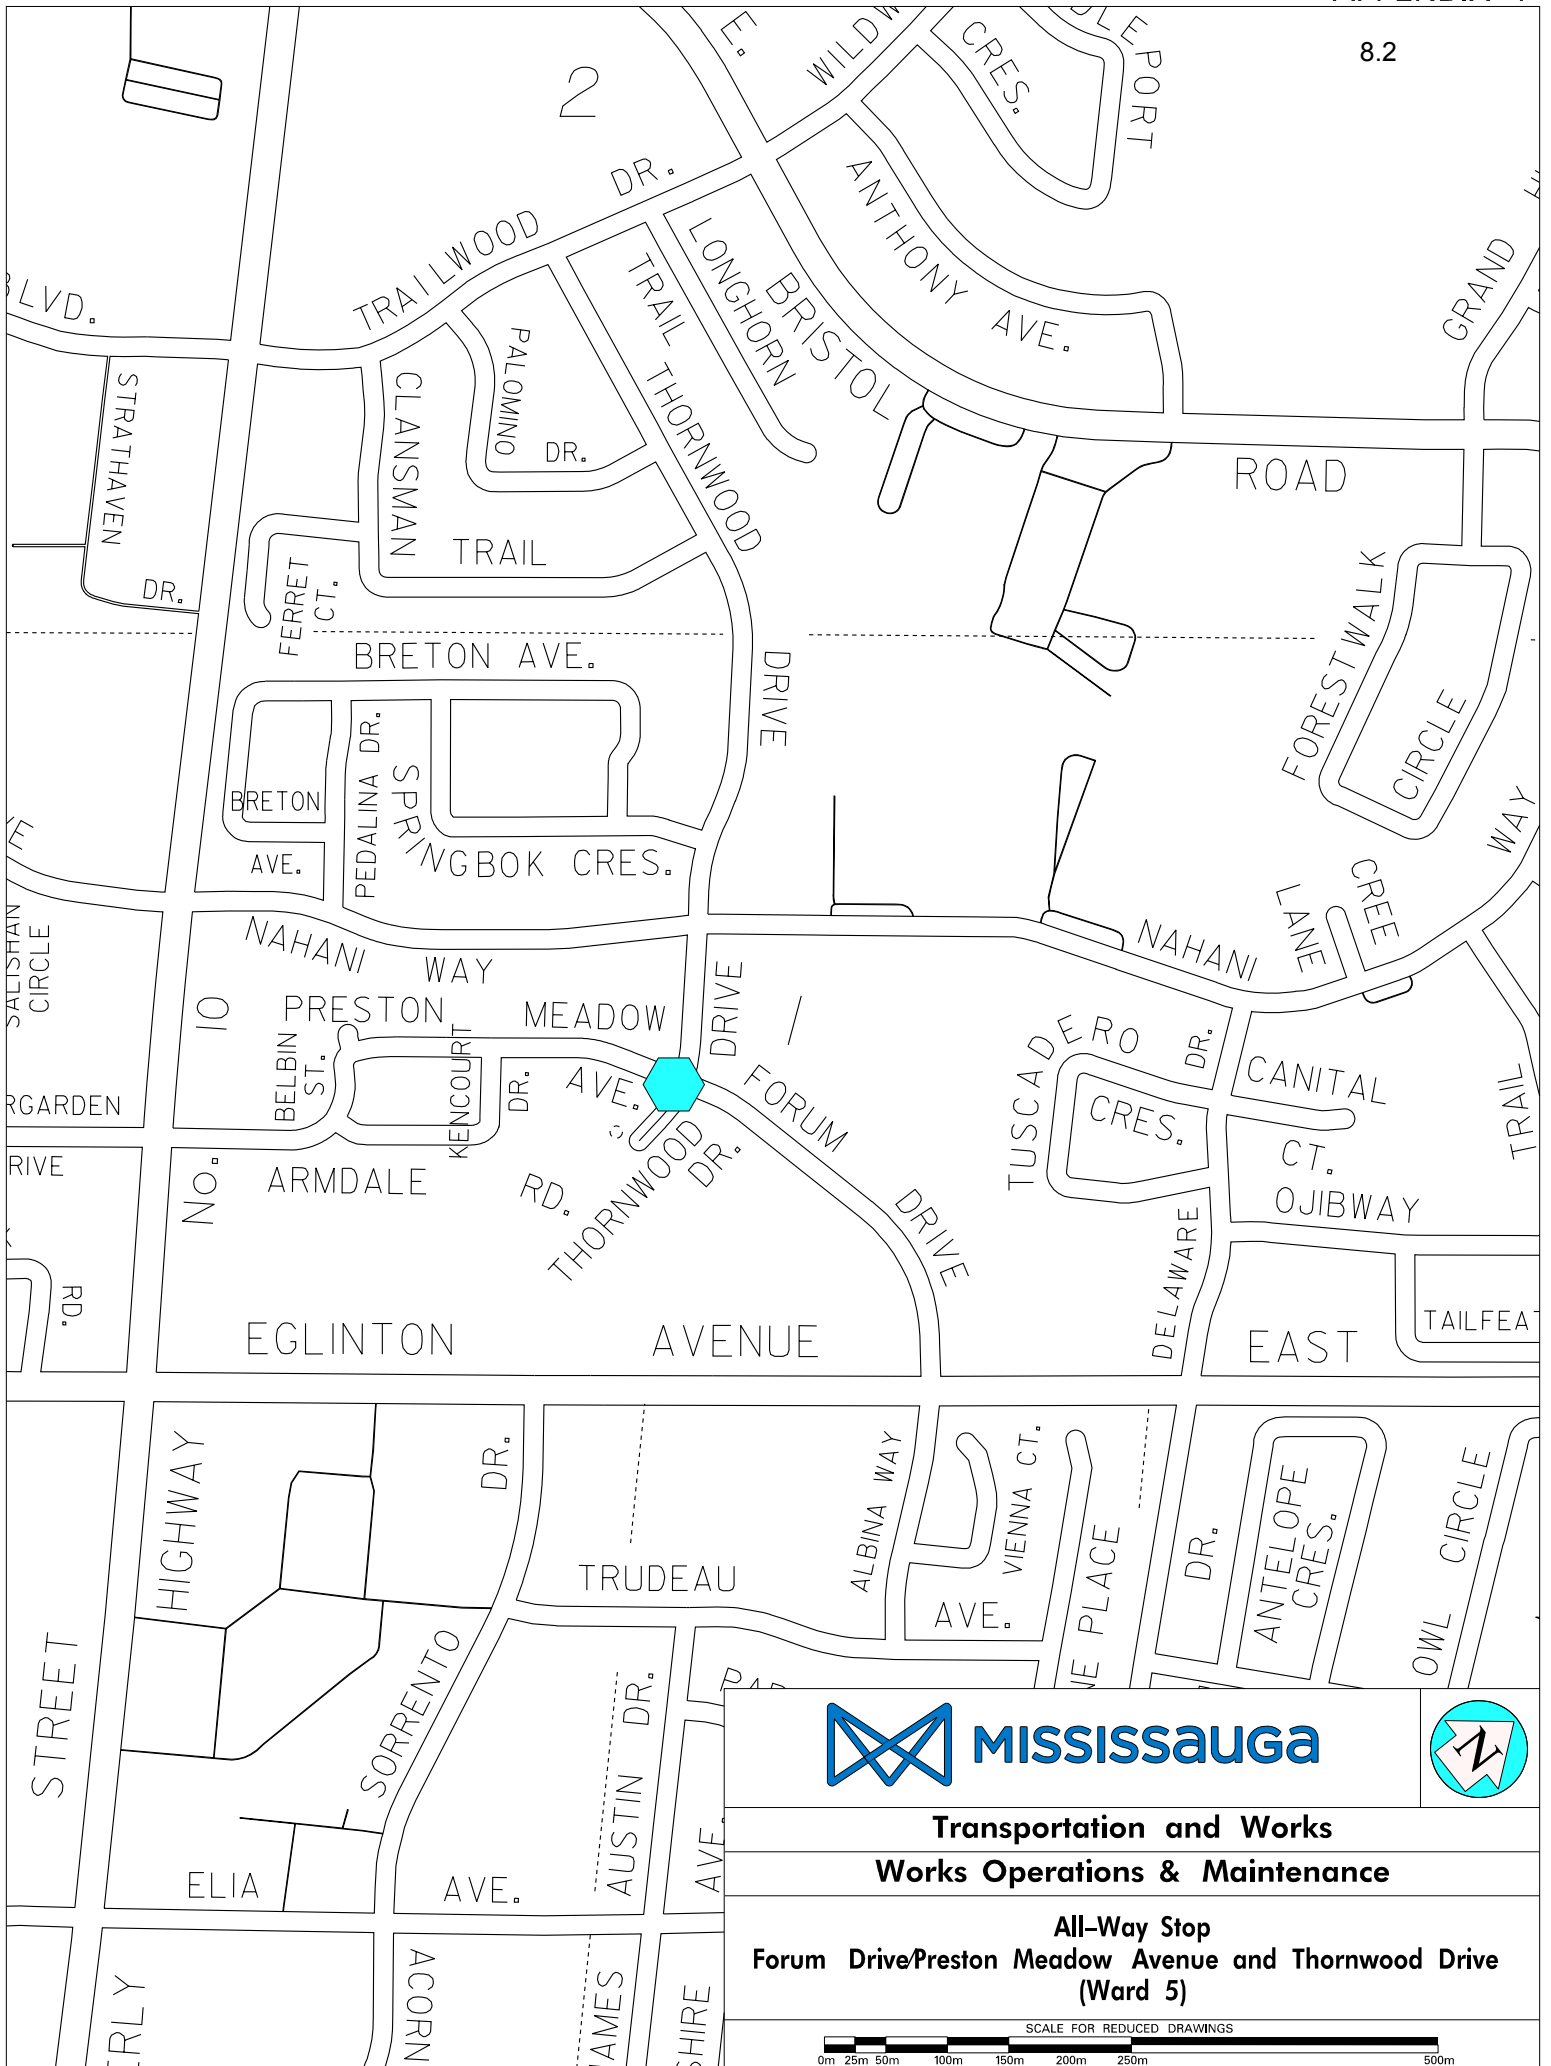 8.2
2
E.
WILDW
CRES.
PORT
DR.
TRAILWOOD
ANTHONY AVE.
GRAND
BLVD.
TRAIL
LONGHORN
BRISTOL
ROAD
STRATHAVEN
DR.
CLANSMAN
TRAIL
PALOMINO
DR.
THORNWOOD
DRIVE
FERRET
CT.
FORESTWALK
CIRCLE
BRETON AVE.
BRETON
AVE.
PEDALINA DR.
SPRINGBOK CRES.
WAY
CREE
LANE
NAHANI
WAY
NAHANI
SALISHAN
CIRCLE
10
No.
PRESTON
MEADOW
AVE.
DRIVE
BELBIN
ST.
KENCOURT
DR.
FORUM
DRIVE
TUSCADERO
CRES.
DR.
CANITAL
CT.
TRAIL
RGARDEN
RIVE
ARMDALE
RD.
THORNWOOD
DR.
OJIBWAY
DELAWARE
RD.
TAILFEAT
EGLINTON
AVENUE
EAST
HIGHWAY
DR.
ALBINA WAY
VIENNA CT.
NE PLACE
DR.
ANTELOPE
CRES.
OWL
CIRCLE
TRUDEAU
AVE.
STREET
SORRENTO
AUSTIN
DR.
AVE.
ELIA
AVE.
ERLY
ACORN
AMES
SHIRE
MISSISSAUGA
N
Transportation and Works
Works Operations & Maintenance
All-Way Stop
Forum Drive/Preston Meadow Avenue and Thornwood Drive
(Ward 5)
SCALE FOR REDUCED DRAWINGS
0m 25m 50m 100m 150m 200m 250m 500m